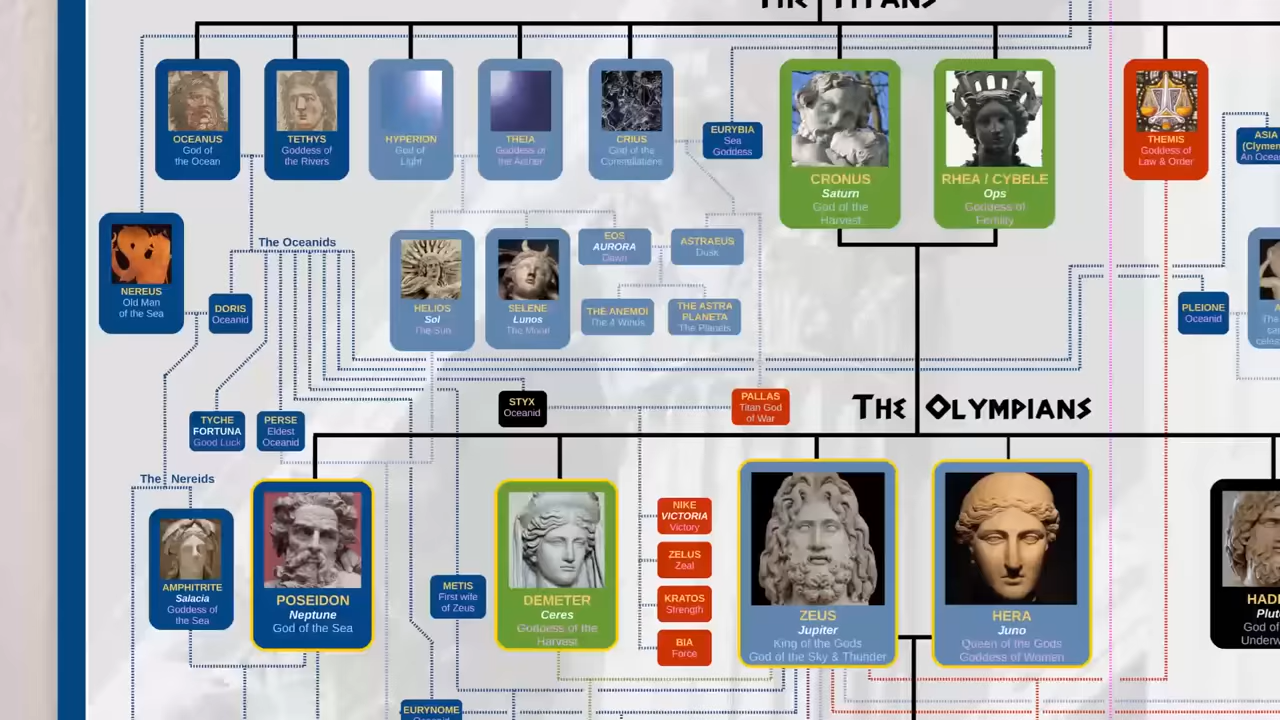 THE TITANS
OCEANUS
God of
the Ocean
TETHYS
Goddess of
the Rivers
HYPERION
God of
Light
THEIA
Goddess of
the Aether
CRIUS
God of the
Constellations
EURYBIA
Sea
Goddess
CRONUS
Saturn
God of the
Harvest
RHEA / CYBELE
Ops
Goddess of
Fertility
THEMIS
Goddess of
Law & Order
ASIA
(Clymen
An Ocea
NEREUS
Old Man
of the Sea
The Oceanids
DORIS
Oceanid
HELIOS
Sol
The Sun
SELENE
Lunos
The Moon
EOS
AURORA
Dawn
ASTRAEUS
Dusk
THE ANEMOI
The 4 Winds
THE ASTRA
PLANETA
The Planets
PLEIONE
Oceanid
TYCHE
FORTUNA
Good Luck
PERSE
Eldest
Oceanid
STYX
Oceanid
PALLAS
Titan God
of War
THE OLYMPIANS
The Nereids
AMPHITRITE
Salacia
Goddess of
the Sea
POSEIDON
Neptune
God of the Sea
METIS
First wife
of Zeus
DEMETER
Ceres
Goddess of the
Harvest
NIKE
VICTORIA
Victory
ZELUS
Zeal
KRATOS
Strength
BIA
Force
ZEUS
Jupiter
King of the Gods
God of the Sky & Thunder
HERA
Juno
Queen of the Gods
Goddess of Women
HAD
Plu
God of
Under
EURYNOME
Oceanid